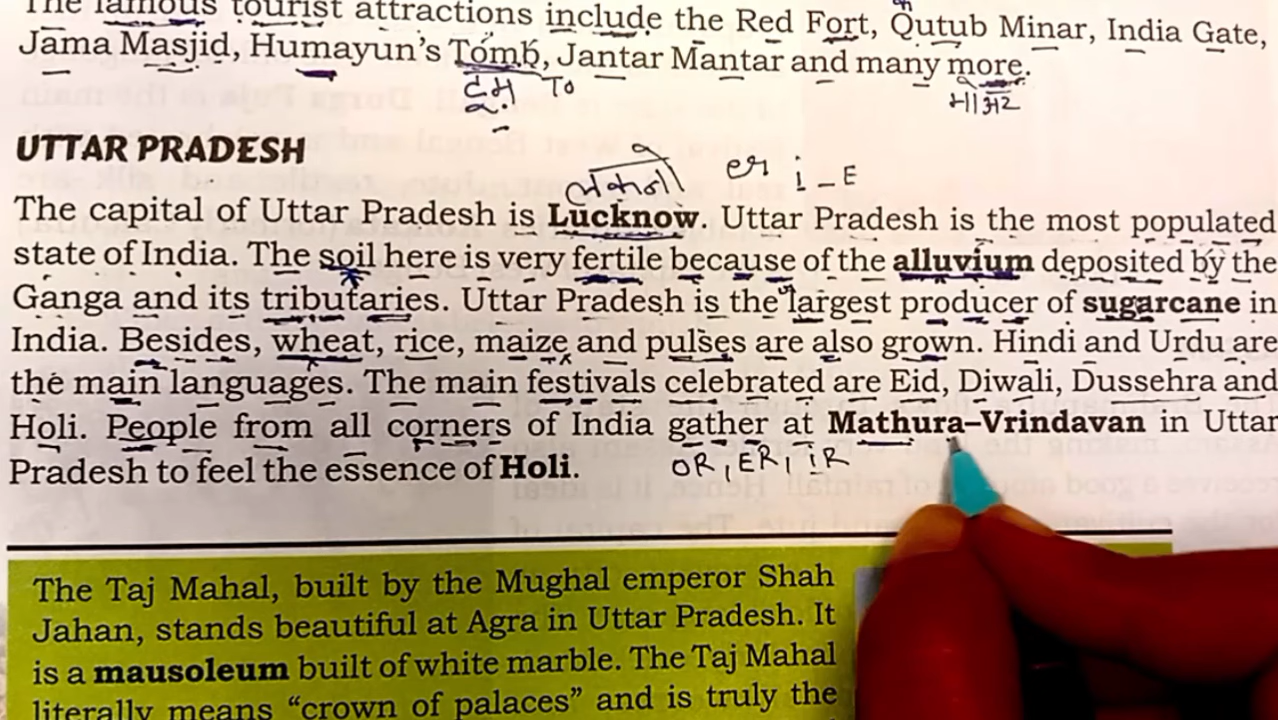 The famous tourist attractions include the Red Fort, Qutub Minar, India Gate,
Jama Masjid, Humayun's Tomb, Jantar Mantar and many more.
To
UTTAR PRADESH
i – E
The capital of Uttar Pradesh is Lucknow. Uttar Pradesh is the most populated
state of India. The soil here is very fertile because of the alluvium deposited by the
Ganga and its tributaries. Uttar Pradesh is the largest producer of sugarcane in
India. Besides, wheat, rice, maize and pulses are also grown. Hindi and Urdu are
the main languages. The main festivals celebrated are Eid, Diwali, Dussehra and
Holi. People from all corners of India gather at Mathura–Vrindavan in Uttar
Pradesh to feel the essence of Holi.
OR, ER, IR
The Taj Mahal, built by the Mughal emperor Shah
Jahan, stands beautiful at Agra in Uttar Pradesh. It
is a mausoleum built of white marble. The Taj Mahal
literally means “crown of palaces” and is truly the